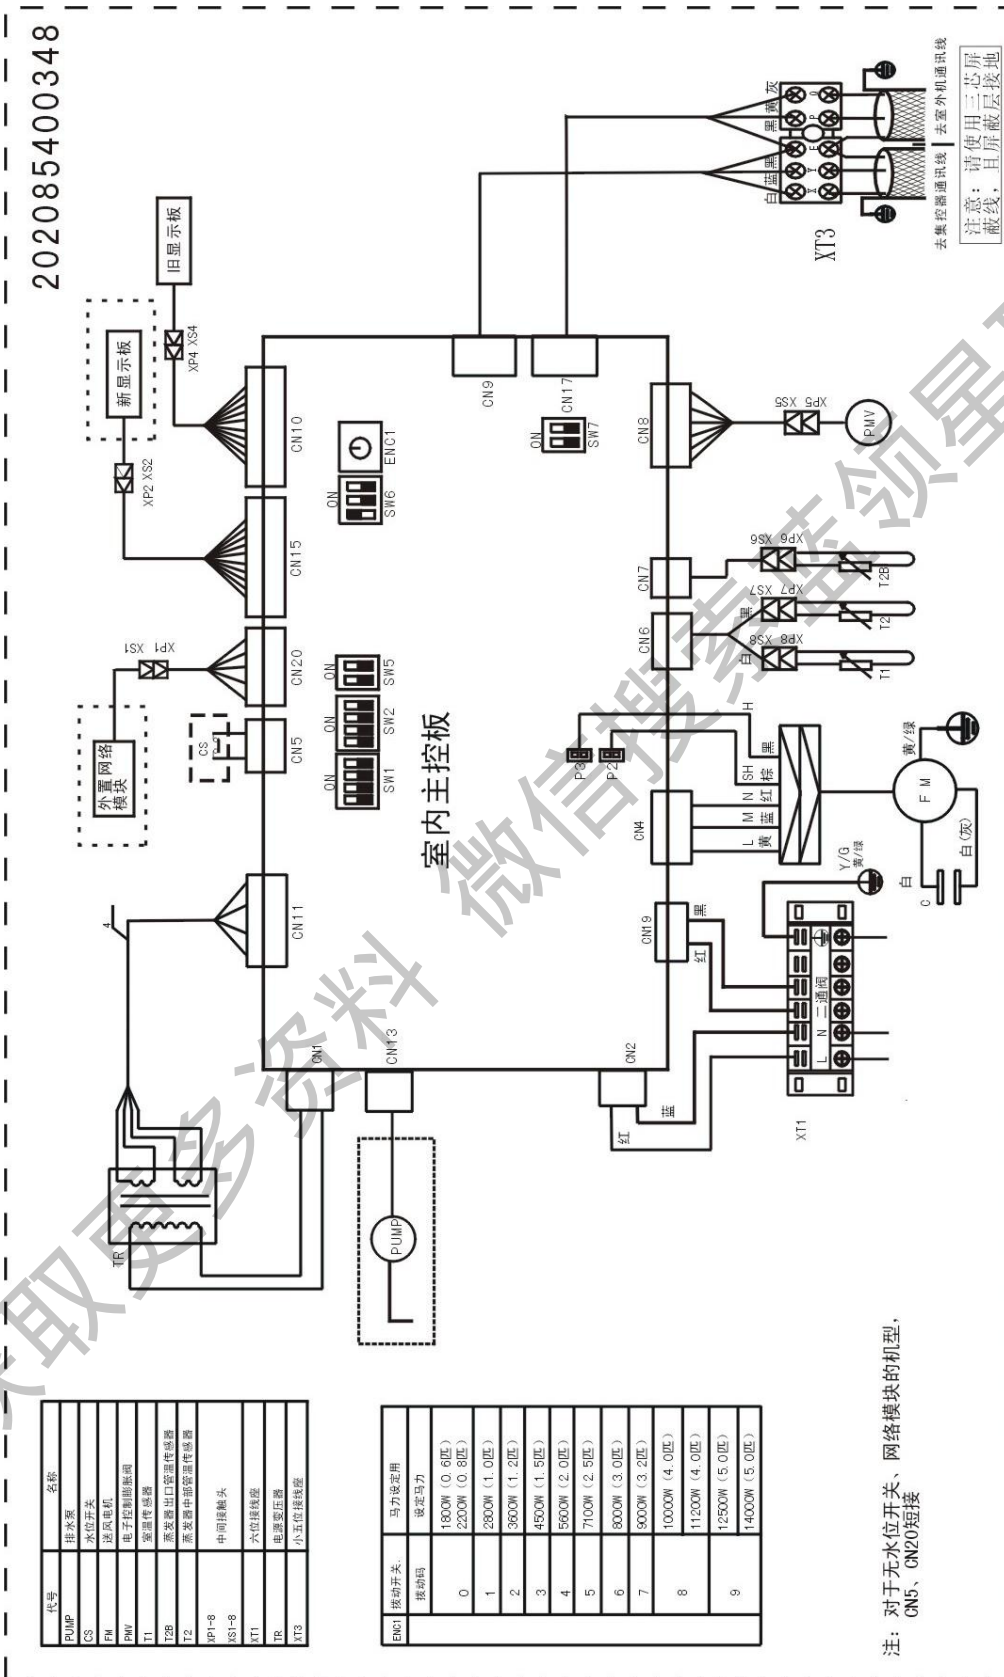 202085400348
旧显示板
新显示板
XP4 XS4
XP2 XS2
外置网络
模块
XS1 XP1
CS
4
TR
CN10
CN15
CN20
CN5
CN11
CN1
CN13
CN2
CN9
CN17
CN8
CN7
CN6
CN4
CN19
ENC1
ON
SW6
ON
SW7
ON
SW5
ON
SW2
ON
SW1
室内主控板
P3
P2
PUMP
黑 黄 灰
白 蓝 黑
X Y E P Q
XT3
去集控器通讯线
去室外机通讯线
注意：请使用三芯屏
蔽线，且屏蔽层接地
XS5 XP5
PMV
XS6 XP6
T2B
黑
XS7 XP7
T2
白
XS8 XP8
T1
L M N SH H
黄 蓝 红 棕 黑
FM
黄/绿
白
C
白(灰)
Y/G
黄/绿
红 黑
红
蓝
L N 二通阀
XT1
代号 名称
PUMP 排水泵
CS 水位开关
FM 送风电机
PMV 电子控制膨胀阀
T1 室温传感器
T2B 蒸发器出口管温传感器
T2 蒸发器中部管温传感器
XP1-8
XS1-8 中间接触头
XT1 六位接线座
TR 电源变压器
XT3 小五位接线座
ENC1 拨动开关. 马力设定用
拨动码 设定马力
0 1800W（0.6匹）
2200W（0.8匹）
1 2800W（1.0匹）
2 3600W（1.2匹）
3 4500W（1.5匹）
4 5600W（2.0匹）
5 7100W（2.5匹）
6 8000W（3.0匹）
7 9000W（3.2匹）
8 10000W（4.0匹）
11200W（4.0匹）
9 12500W（5.0匹）
14000W（5.0匹）
注：对于无水位开关、网络模块的机型，
CN5、CN20短接
获取更多资料 微信搜索蓝领星球